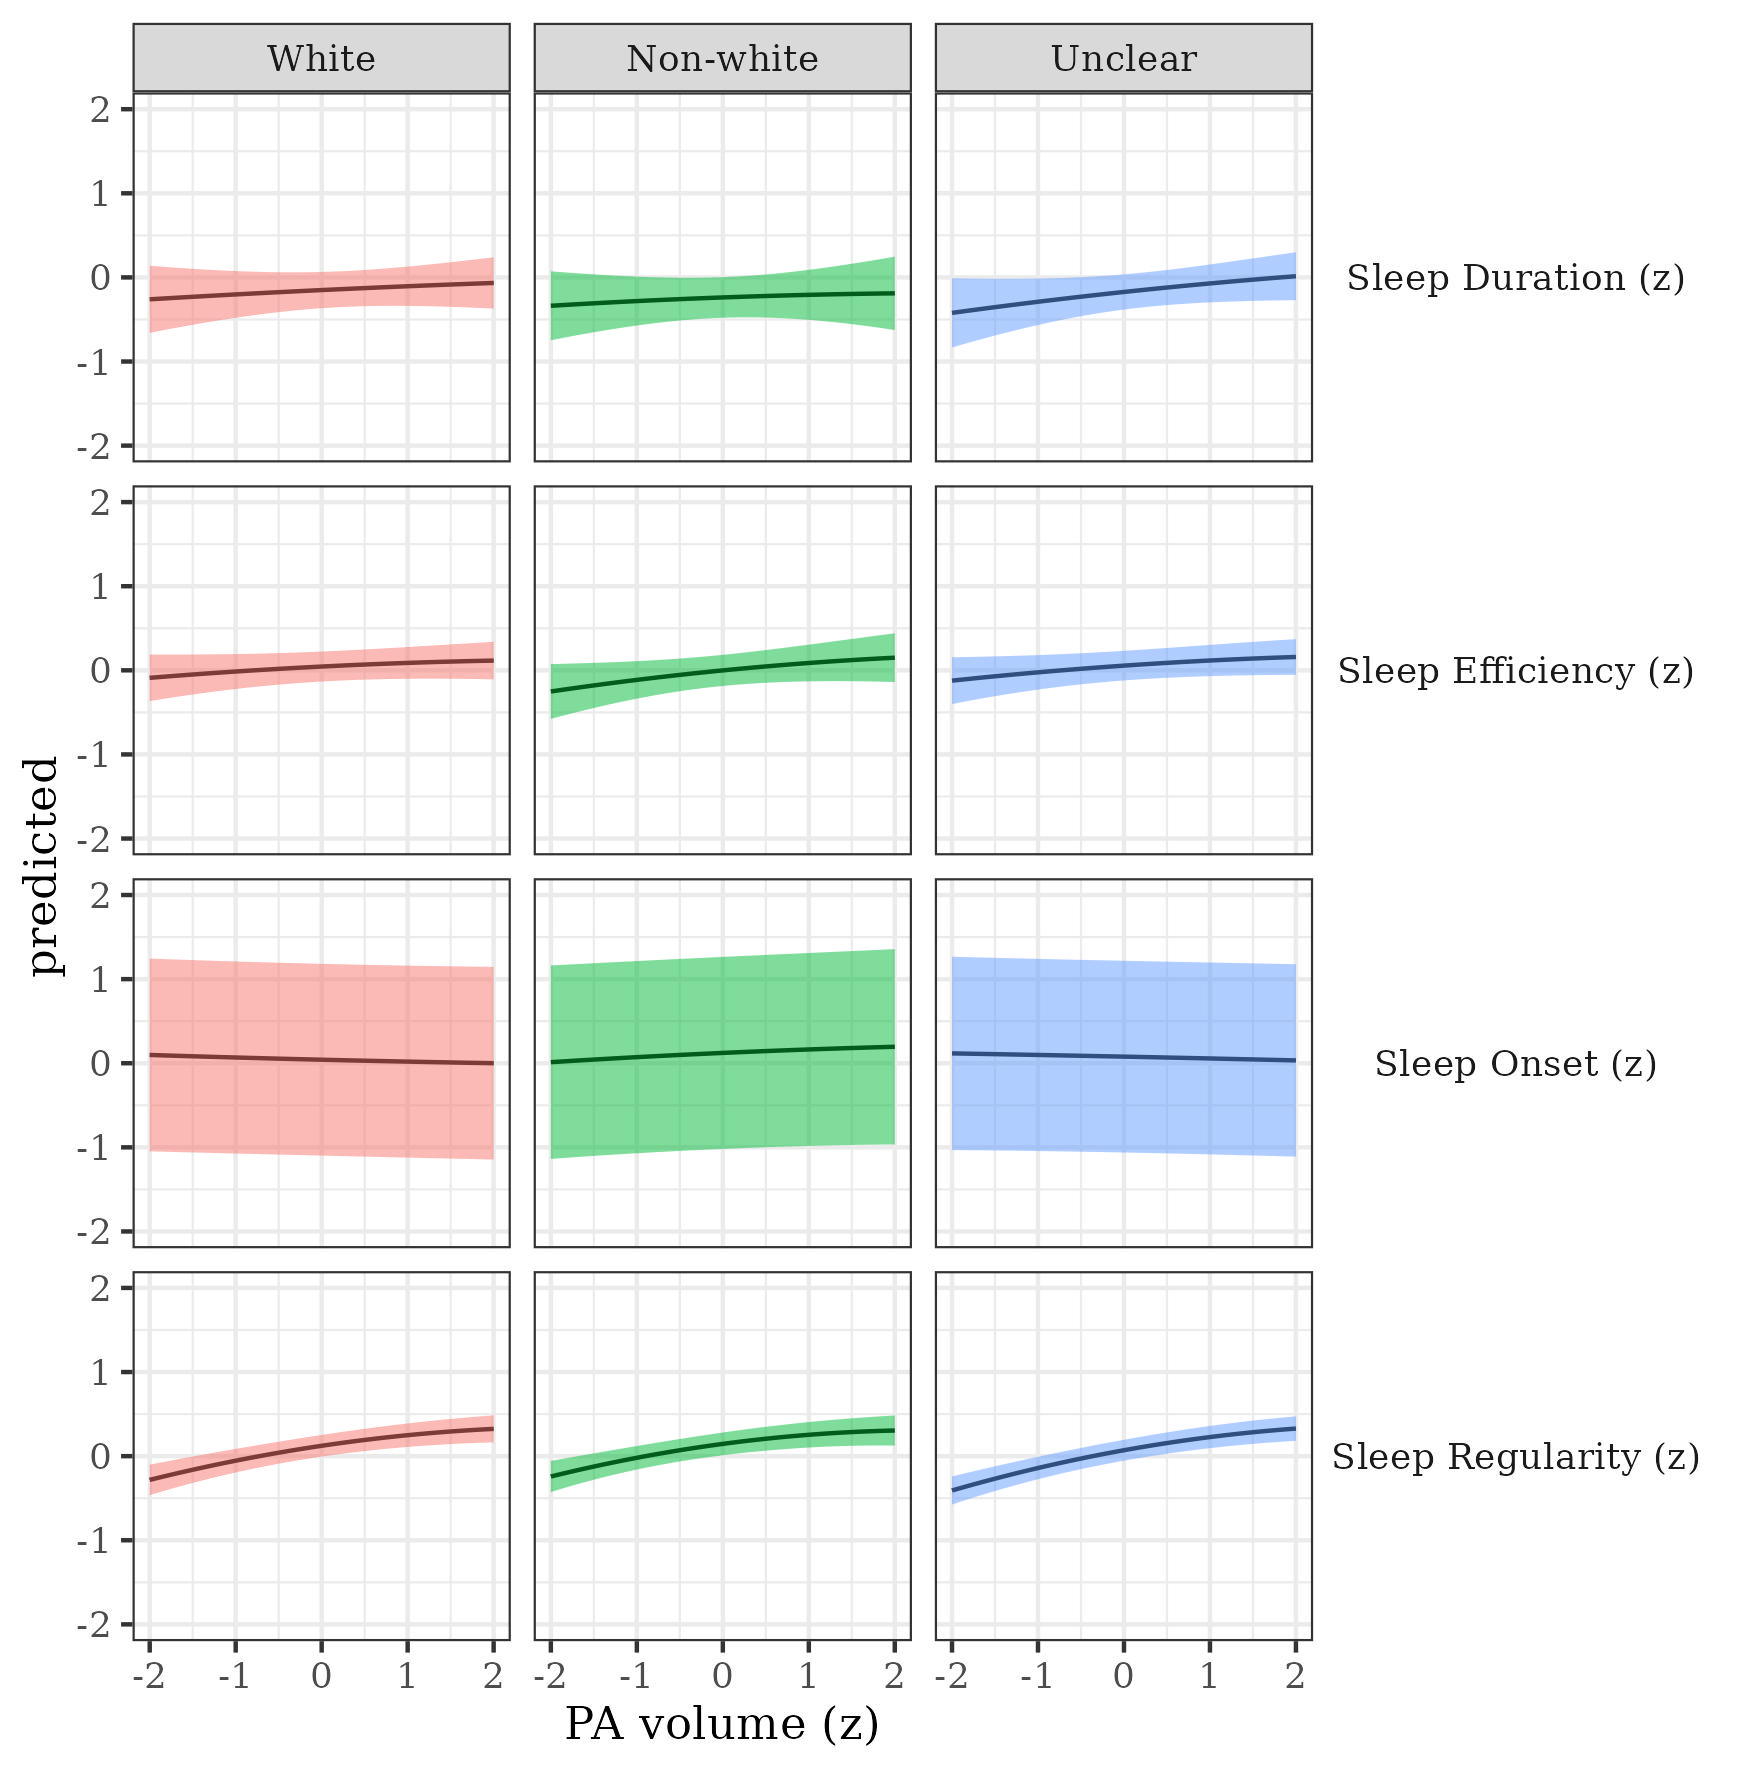 White Non-white Unclear
2
1
0
-1
-2
Sleep Duration (z)
2
1
0
-1
-2
Sleep Efficiency (z)
2
1
0
-1
-2
Sleep Onset (z)
2
1
0
-1
-2
Sleep Regularity (z)
predicted
-2 -1 0 1 2 -2 -1 0 1 2 -2 -1 0 1 2
PA volume (z)